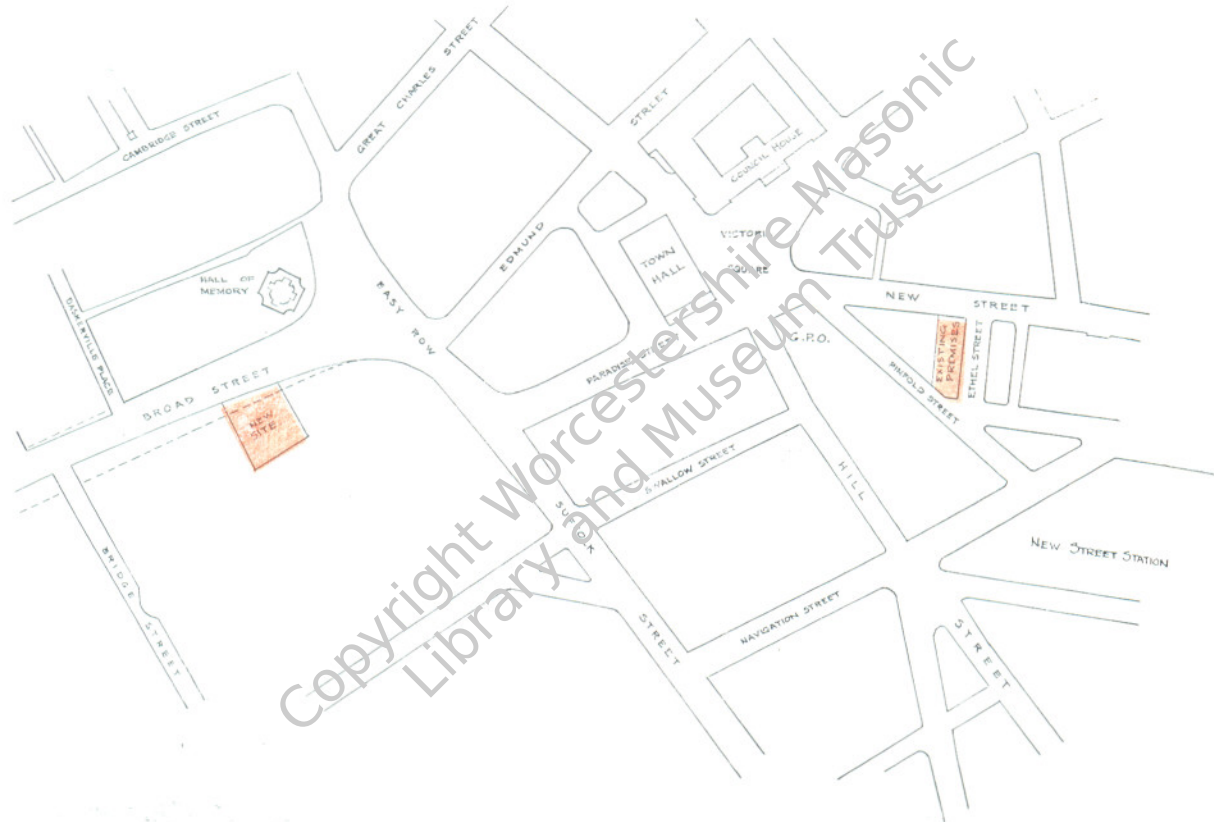 GREAT CHARLES STREET
STREET
CAMBRIDGE STREET
COUNCIL HOUSE
EDMUND
TOWN
HALL
VICTORI
SQUARE
HALL OF
MEMORY
BASKERVILLE PLACE
EASY ROW
NEW STREET
G.P.O.
EXISTING
PREMISES
ETHEL STREET
PARADISE STREET
PINFOLD STREET
BROAD STREET
NEW
SITE
SWALLOW STREET
HILL
SUFFOLK
STREET
NEW STREET STATION
BRIDGE STREET
NAVIGATION STREET
STREET
Copyright Worcestershire Masonic
Library and Museum Trust